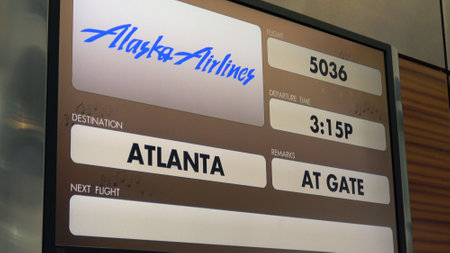 Alaska Airlines
FLIGHT
5036
DEPARTURE TIME
3:15P
DESTINATION
ATLANTA
REMARKS
AT GATE
NEXT FLIGHT